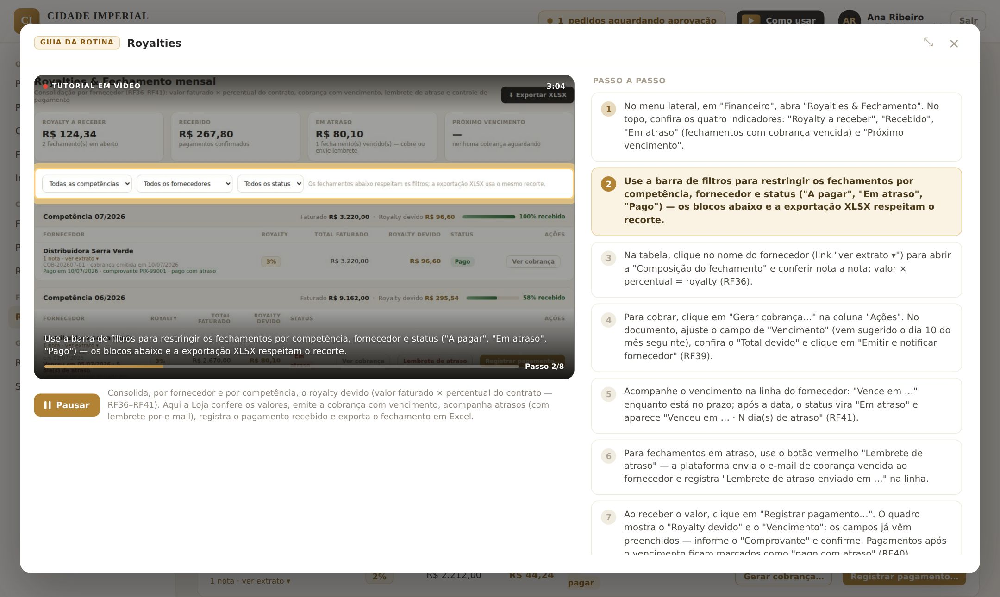 CI
CIDADE IMPERIAL
1 pedidos aguardando aprovação
Como usar
AR
Ana Ribeiro
Sair
GUIA DA ROTINA
Royalties
Royalties & Fechamento mensal
TUTORIAL EM VÍDEO
3:04
Consolidação por fornecedor (RF36–RF41): valor faturado × percentual do contrato, cobrança com vencimento, lembrete de atraso e controle de
pagamento
⬇ Exportar XLSX
ROYALTY A RECEBER
R$ 124,34
2 fechamento(s) em aberto
RECEBIDO
R$ 267,80
pagamentos confirmados
EM ATRASO
R$ 80,10
1 fechamento(s) vencido(s) — cobre ou
envie lembrete
PRÓXIMO VENCIMENTO
—
nenhuma cobrança aguardando
Todas as competências
Todos os fornecedores
Todos os status
Os fechamentos abaixo respeitam os filtros; a exportação XLSX usa o mesmo recorte.
Competência 07/2026
Faturado R$ 3.220,00 · Royalty devido R$ 96,60
100% recebido
FORNECEDOR ROYALTY TOTAL FATURADO ROYALTY DEVIDO STATUS AÇÕES
Distribuidora Serra Verde
1 nota · ver extrato ▾
COB-202607-01 · cobrança emitida em 10/07/2026
Pago em 10/07/2026 · comprovante PIX-99001 · pago com atraso
3%
R$ 3.220,00
R$ 96,60
Pago
Ver cobrança
Competência 06/2026
Faturado R$ 9.162,00 · Royalty devido R$ 295,54
58% recebido
FORNECEDOR ROYALTY TOTAL FATURADO ROYALTY DEVIDO STATUS AÇÕES
Use a barra de filtros para restringir os fechamentos por competência, fornecedor e status ("A pagar", "Em atraso",
"Pago") — os blocos abaixo e a exportação XLSX respeitam o recorte.
1 nota · ver extrato ▾
em 01/07/2026
Venceu em 05/07/2026 · 5
dia(s) de atraso
3%
R$ 2.670,00
R$ 80,10
Em
atraso
Ver cobrança
Lembrete de atraso
Registrar pagamento…
Passo 2/8
Pausar
Consolida, por fornecedor e por competência, o royalty devido (valor faturado × percentual do contrato —
RF36–RF41). Aqui a Loja confere os valores, emite a cobrança com vencimento, acompanha atrasos (com
lembrete por e-mail), registra o pagamento recebido e exporta o fechamento em Excel.
PASSO A PASSO
1
No menu lateral, em "Financeiro", abra "Royalties & Fechamento". No
topo, confira os quatro indicadores: "Royalty a receber", "Recebido",
"Em atraso" (fechamentos com cobrança vencida) e "Próximo
vencimento".
2
Use a barra de filtros para restringir os fechamentos por
competência, fornecedor e status ("A pagar", "Em atraso",
"Pago") — os blocos abaixo e a exportação XLSX respeitam o
recorte.
3
Na tabela, clique no nome do fornecedor (link "ver extrato ▾") para abrir
a "Composição do fechamento" e conferir nota a nota: valor ×
percentual = royalty (RF36).
4
Para cobrar, clique em "Gerar cobrança…" na coluna "Ações". No
documento, ajuste o campo de "Vencimento" (vem sugerido o dia 10 do
mês seguinte), confira o "Total devido" e clique em "Emitir e notificar
fornecedor" (RF39).
5
Acompanhe o vencimento na linha do fornecedor: "Vence em …"
enquanto está no prazo; após a data, o status vira "Em atraso" e
aparece "Venceu em … · N dia(s) de atraso" (RF41).
6
Para fechamentos em atraso, use o botão vermelho "Lembrete de
atraso" — a plataforma envia o e-mail de cobrança vencida ao
fornecedor e registra "Lembrete de atraso enviado em …" na linha.
7
Ao receber o valor, clique em "Registrar pagamento…". O quadro
mostra o "Royalty devido" e o "Vencimento"; os campos já vêm
preenchidos — informe o "Comprovante" e confirme. Pagamentos após
o vencimento ficam marcados como "pago com atraso" (RF40)
1 nota · ver extrato ▾
2%
R$ 2.212,00
R$ 44,24
pagar
Gerar cobrança…
Registrar pagamento…